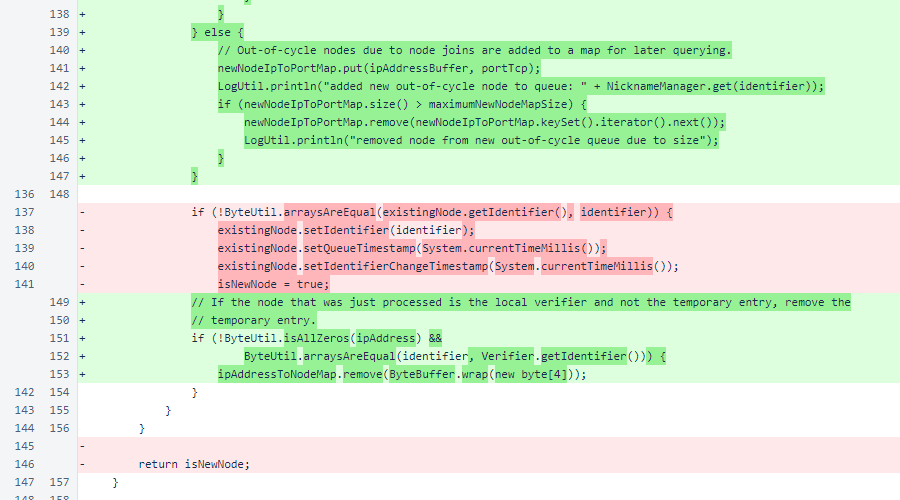 138 + }
139 + } else {
140 + // Out-of-cycle nodes due to node joins are added to a map for later querying.
141 + newNodeIpToPortMap.put(ipAddressBuffer, portTcp);
142 + LogUtil.println("added new out-of-cycle node to queue: " + NicknameManager.get(identifier));
143 + if (newNodeIpToPortMap.size() > maximumNewNodeMapSize) {
144 + newNodeIpToPortMap.remove(newNodeIpToPortMap.keySet().iterator().next());
145 + LogUtil.println("removed node from new out-of-cycle queue due to size");
146 + }
147 + }
136 148
137 - if (!ByteUtil.arraysAreEqual(existingNode.getIdentifier(), identifier)) {
138 - existingNode.setIdentifier(identifier);
139 - existingNode.setQueueTimestamp(System.currentTimeMillis());
140 - existingNode.setIdentifierChangeTimestamp(System.currentTimeMillis());
141 - isNewNode = true;
149 + // If the node that was just processed is the local verifier and not the temporary entry, remove the
150 + // temporary entry.
151 + if (!ByteUtil.isAllZeros(ipAddress) &&
152 + ByteUtil.arraysAreEqual(identifier, Verifier.getIdentifier())) {
153 + ipAddressToNodeMap.remove(ByteBuffer.wrap(new byte[4]));
142 154 }
143 155 }
144 156 }
145 -
146 - return isNewNode;
147 157 }